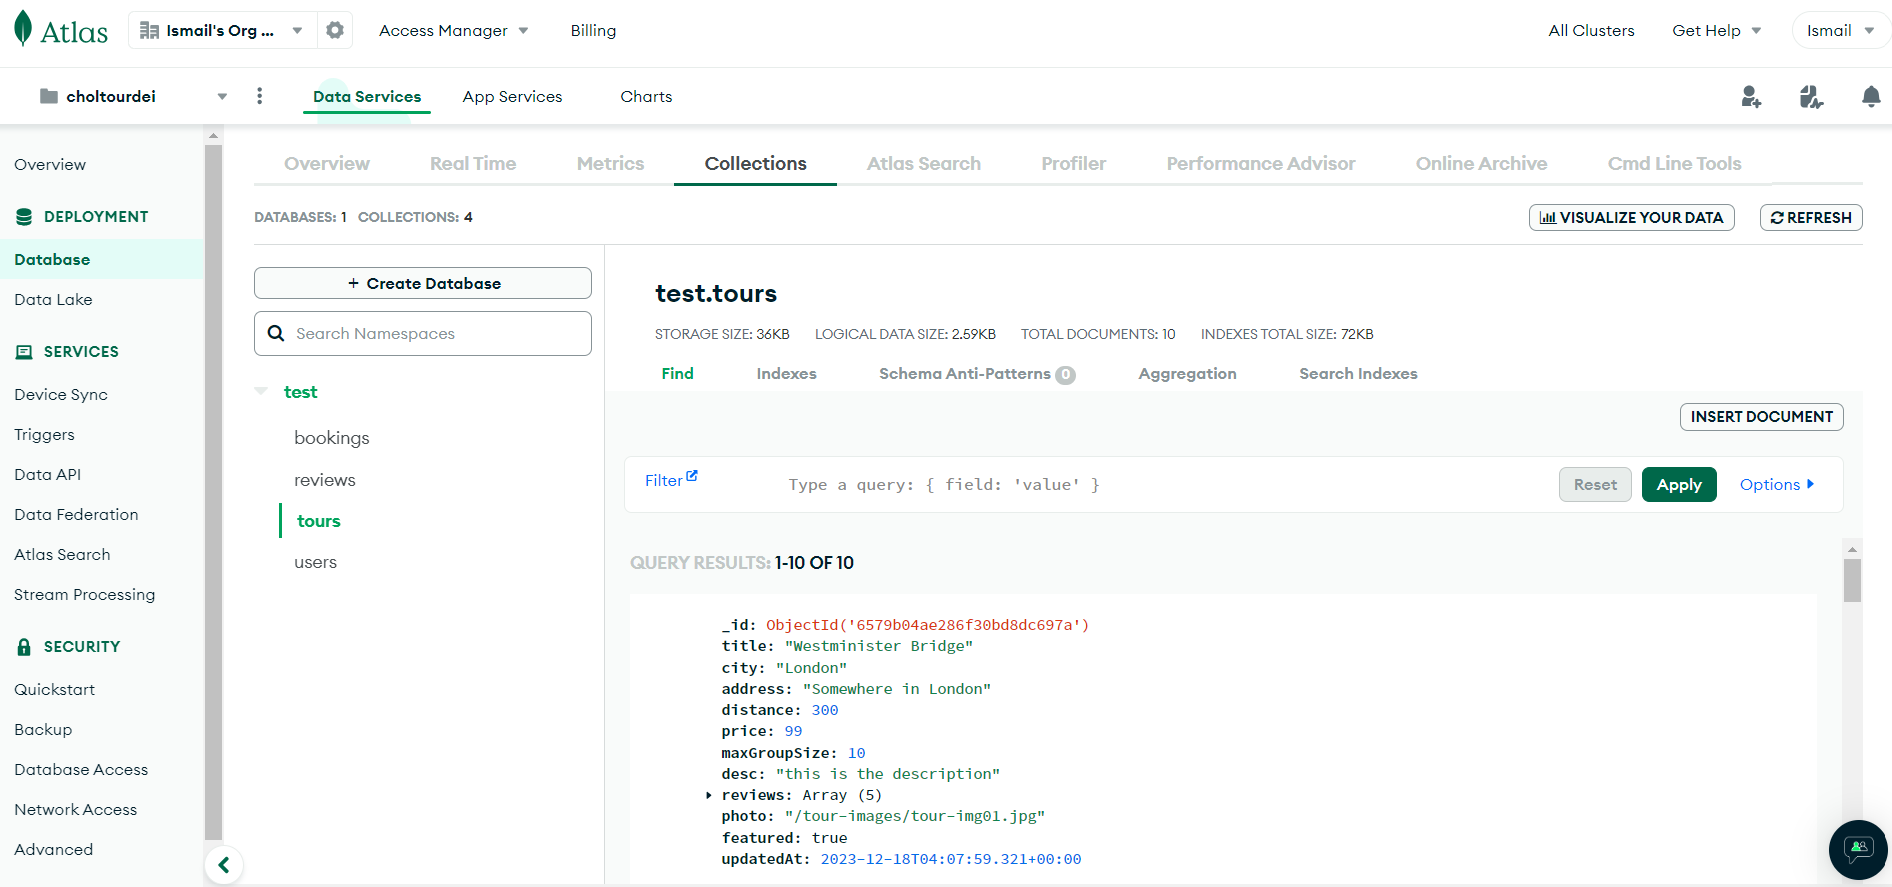 Atlas
Ismail's Org ...
Access Manager
Billing
All Clusters
Get Help
Ismail
choltourdei
Data Services
App Services
Charts
Overview
DEPLOYMENT
Database
Data Lake
SERVICES
Device Sync
Triggers
Data API
Data Federation
Atlas Search
Stream Processing
SECURITY
Quickstart
Backup
Database Access
Network Access
Advanced
Overview
Real Time
Metrics
Collections
Atlas Search
Profiler
Performance Advisor
Online Archive
Cmd Line Tools
DATABASES: 1 COLLECTIONS: 4
VISUALIZE YOUR DATA
REFRESH
+ Create Database
Search Namespaces
test
bookings
reviews
tours
users
test.tours
STORAGE SIZE: 36KB LOGICAL DATA SIZE: 2.59KB TOTAL DOCUMENTS: 10 INDEXES TOTAL SIZE: 72KB
Find
Indexes
Schema Anti-Patterns 0
Aggregation
Search Indexes
INSERT DOCUMENT
Filter
Type a query: { field: 'value' }
Reset
Apply
Options
QUERY RESULTS: 1-10 OF 10
_id: ObjectId('6579b04ae286f30bd8dc697a')
title: "Westminister Bridge"
city: "London"
address: "Somewhere in London"
distance: 300
price: 99
maxGroupSize: 10
desc: "this is the description"
reviews: Array (5)
photo: "/tour-images/tour-img01.jpg"
featured: true
updatedAt: 2023-12-18T04:07:59.321+00:00